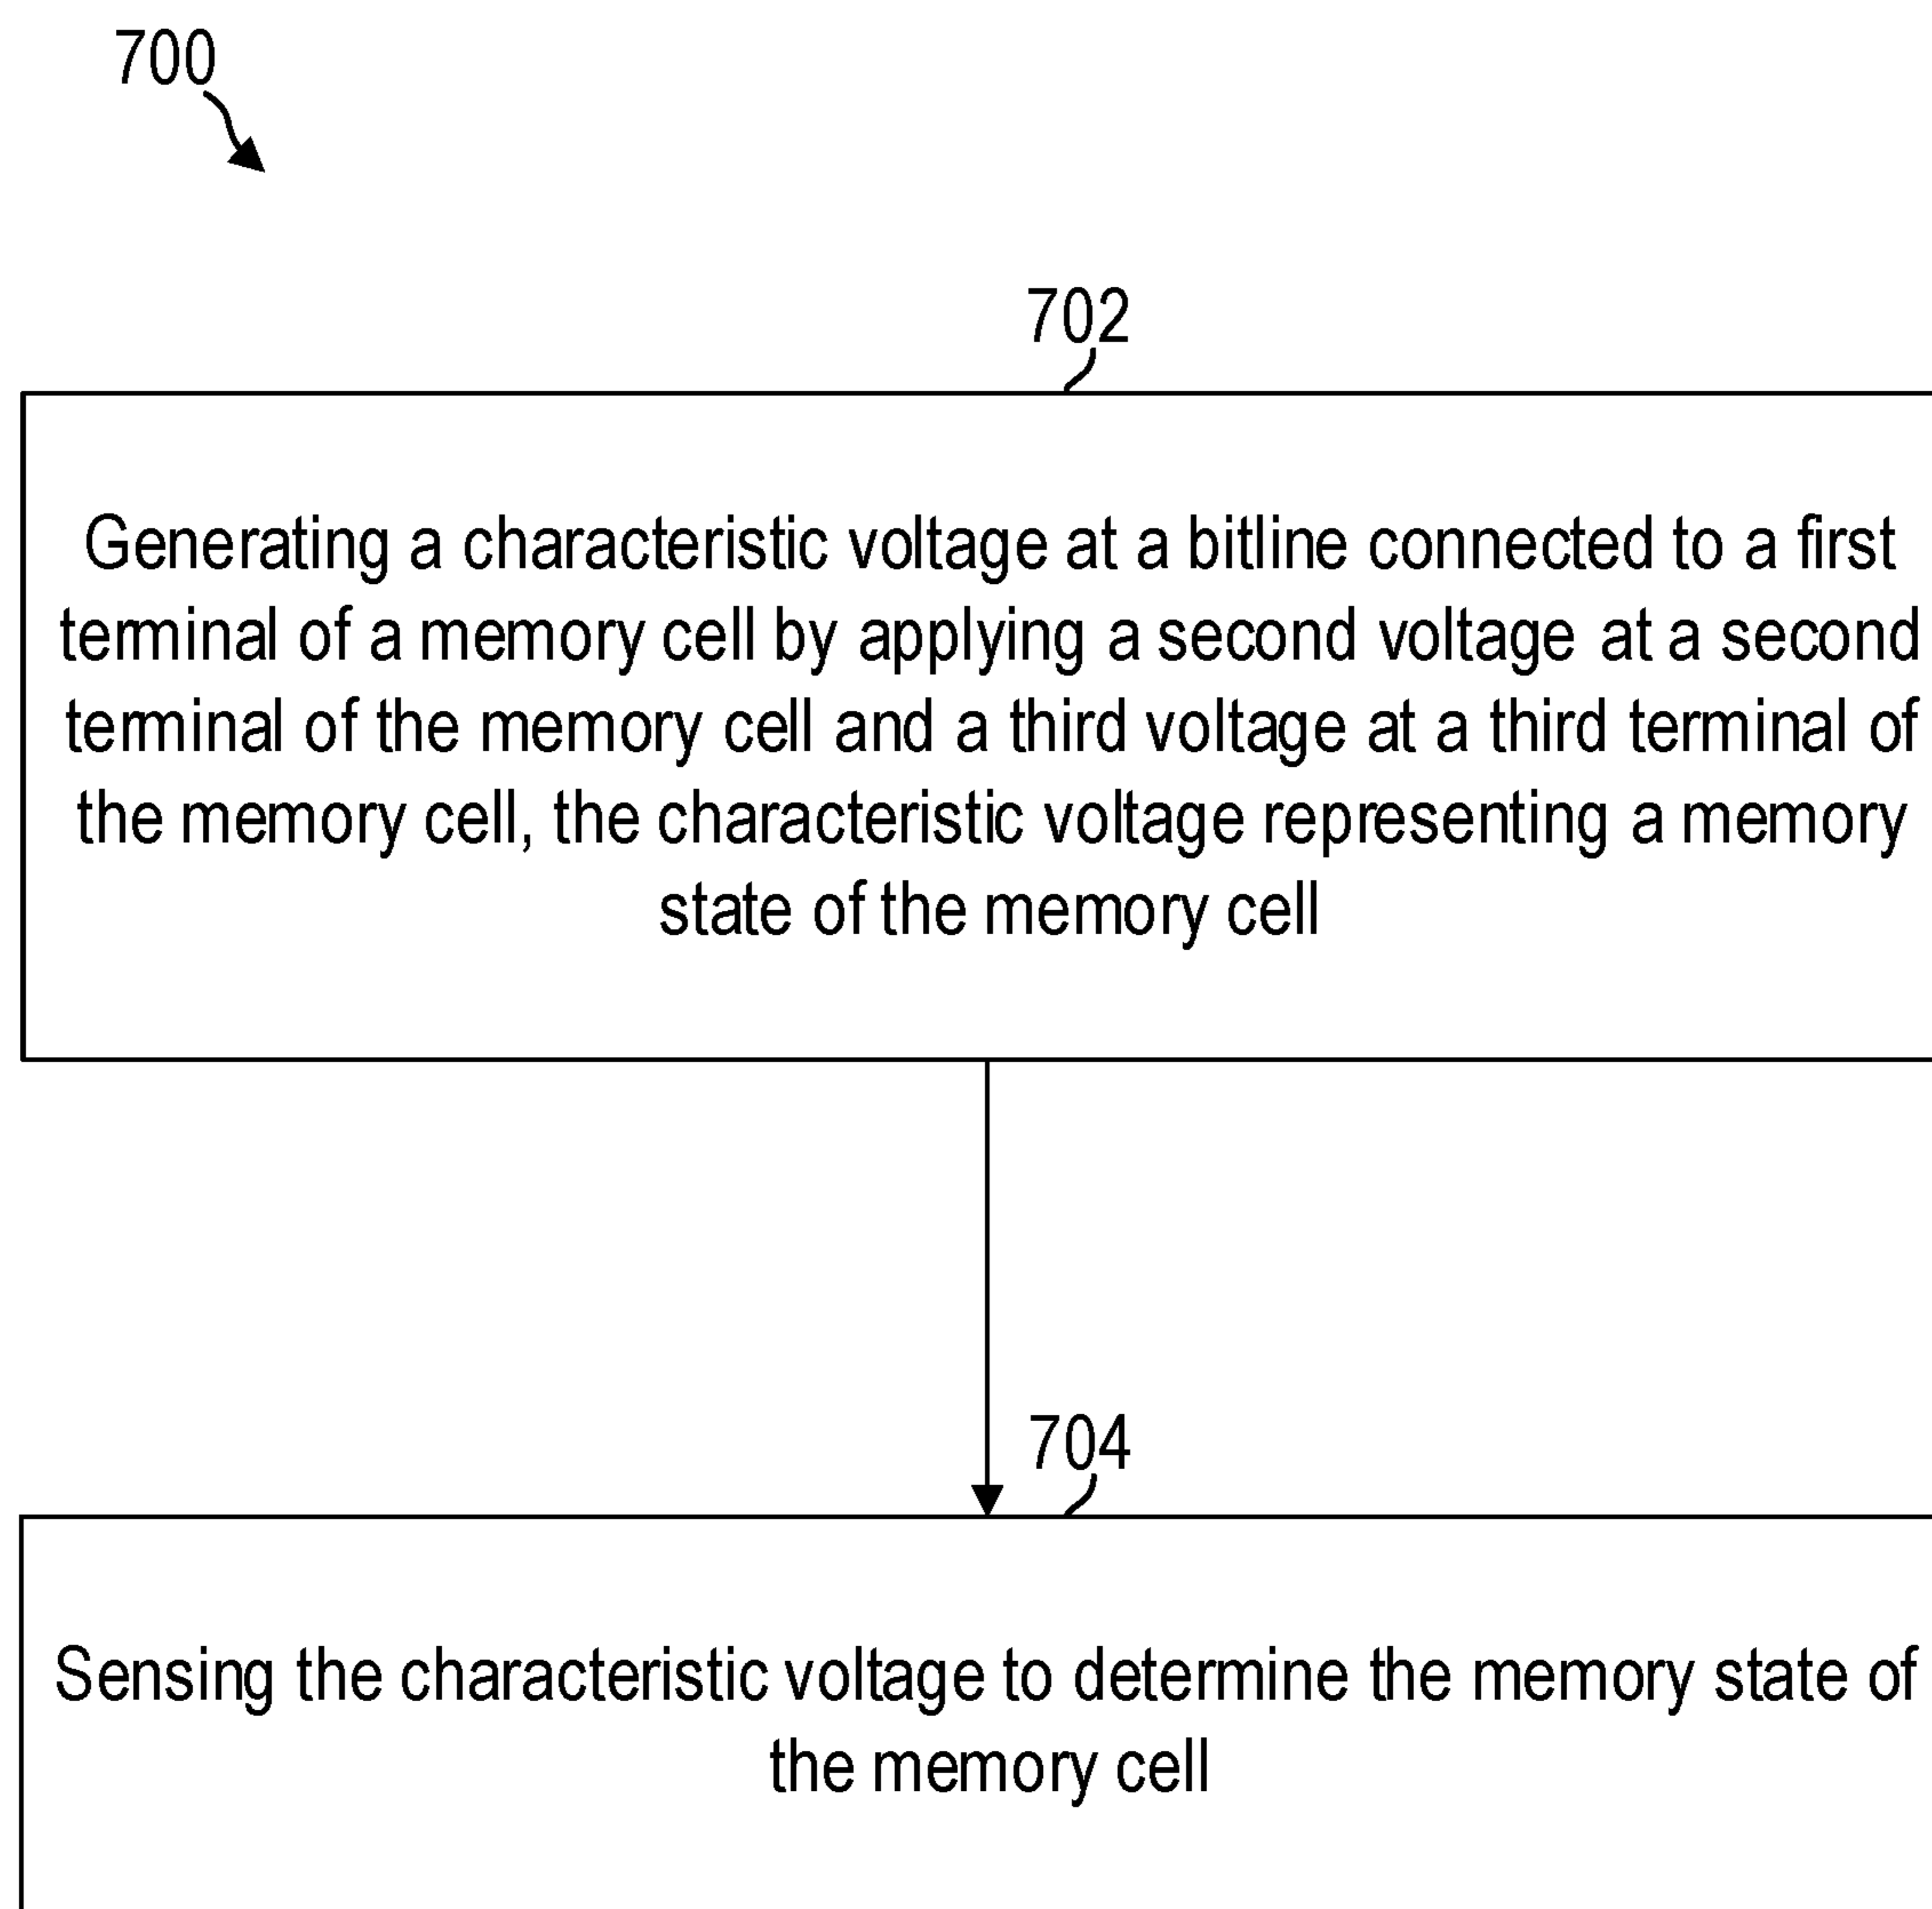 700
702
Generating a characteristic voltage at a bitline connected to a first
terminal of a memory cell by applying a second voltage at a second
terminal of the memory cell and a third voltage at a third terminal of
the memory cell, the characteristic voltage representing a memory
state of the memory cell
704
Sensing the characteristic voltage to determine the memory state of
the memory cell